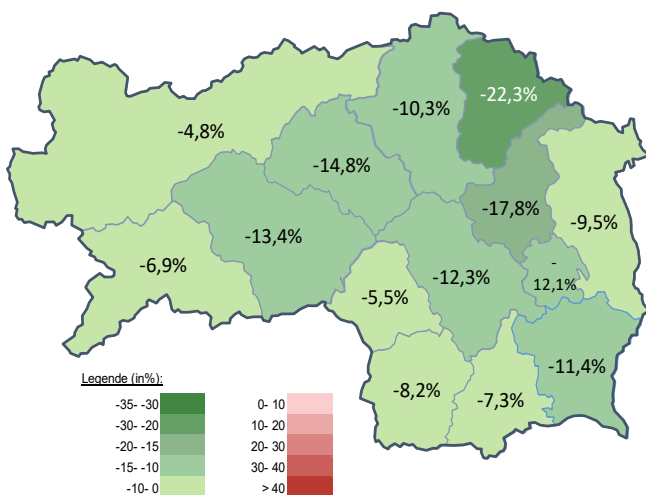 -22,3%
-10,3%
-4,8%
-14,8%
-17,8%
-9,5%
-13,4%
-6,9%
-12,3%
-
12,1%
-5,5%
-11,4%
-8,2%
-7,3%
Legende (in%):
-35- -30 0- 10
-30- -20 10- 20
-20- -15 20- 30
-15- -10 30- 40
-10- 0 > 40